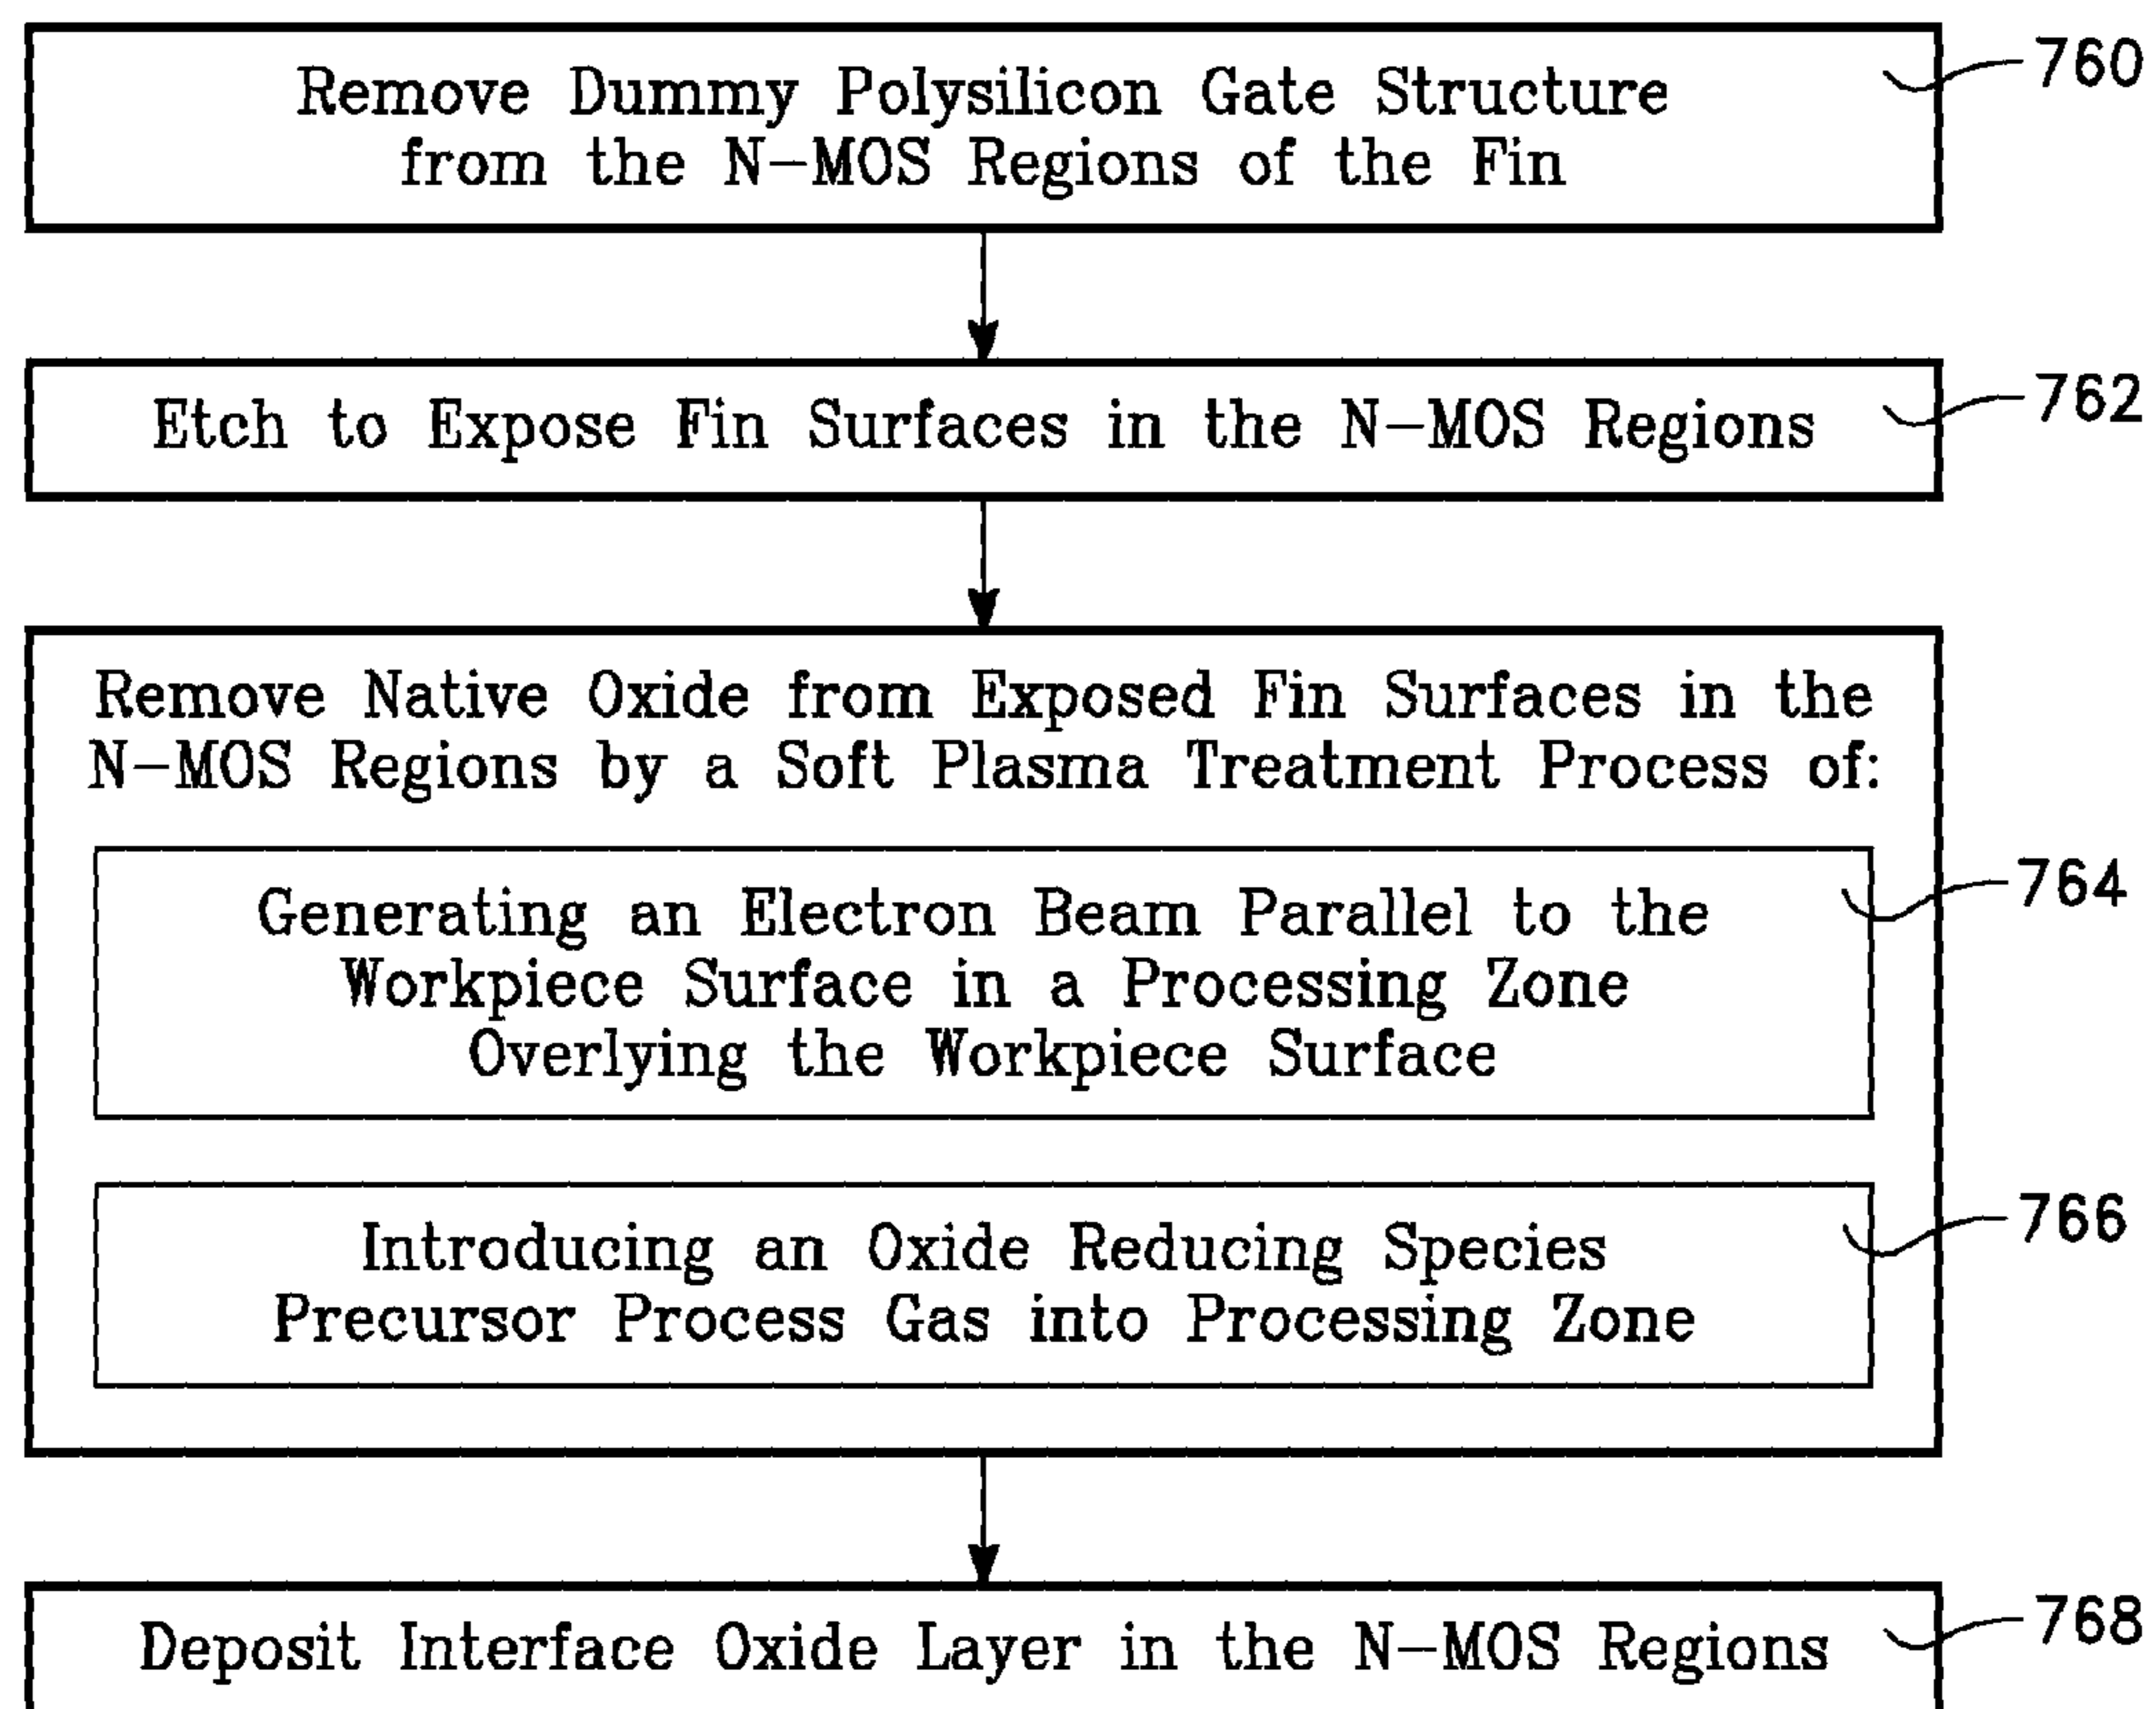 Remove Dummy Polysilicon Gate Structure
from the N-MOS Regions of the Fin
760
Etch to Expose Fin Surfaces in the N-MOS Regions
762
Remove Native Oxide from Exposed Fin Surfaces in the
N-MOS Regions by a Soft Plasma Treatment Process of:
Generating an Electron Beam Parallel to the
Workpiece Surface in a Processing Zone
Overlying the Workpiece Surface
764
Introducing an Oxide Reducing Species
Precursor Process Gas into Processing Zone
766
Deposit Interface Oxide Layer in the N-MOS Regions
768